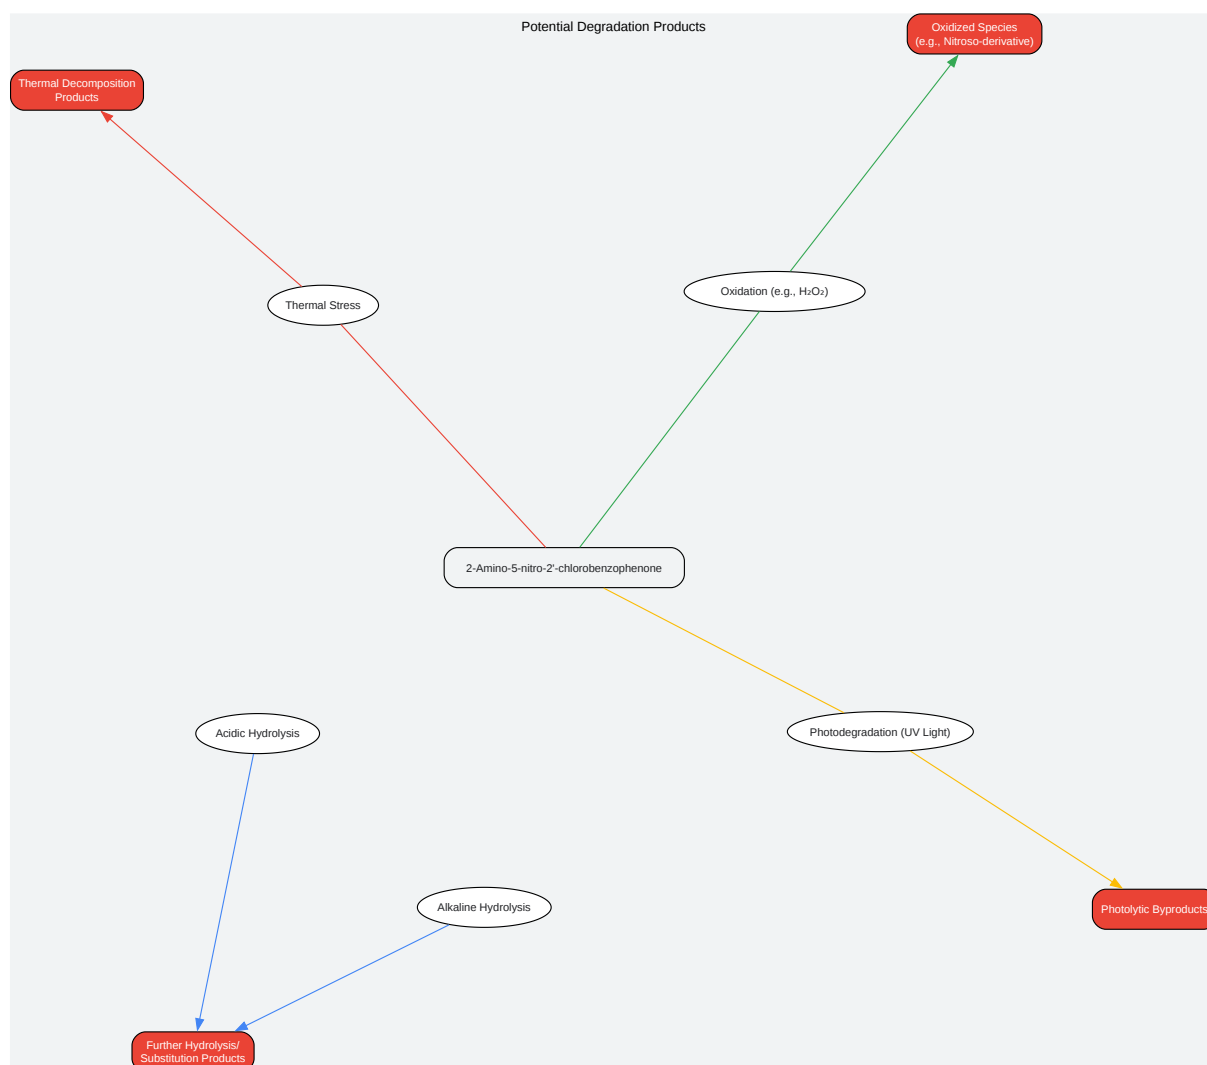 Potential Degradation Products
Oxidized Species
(e.g., Nitroso-derivative)
Thermal Decomposition
Products
Oxidation (e.g., H₂O₂)
Thermal Stress
2-Amino-5-nitro-2'-chlorobenzophenone
Acidic Hydrolysis
Photodegradation (UV Light)
Alkaline Hydrolysis
Photolytic Byproducts
Further Hydrolysis/
Substitution Products